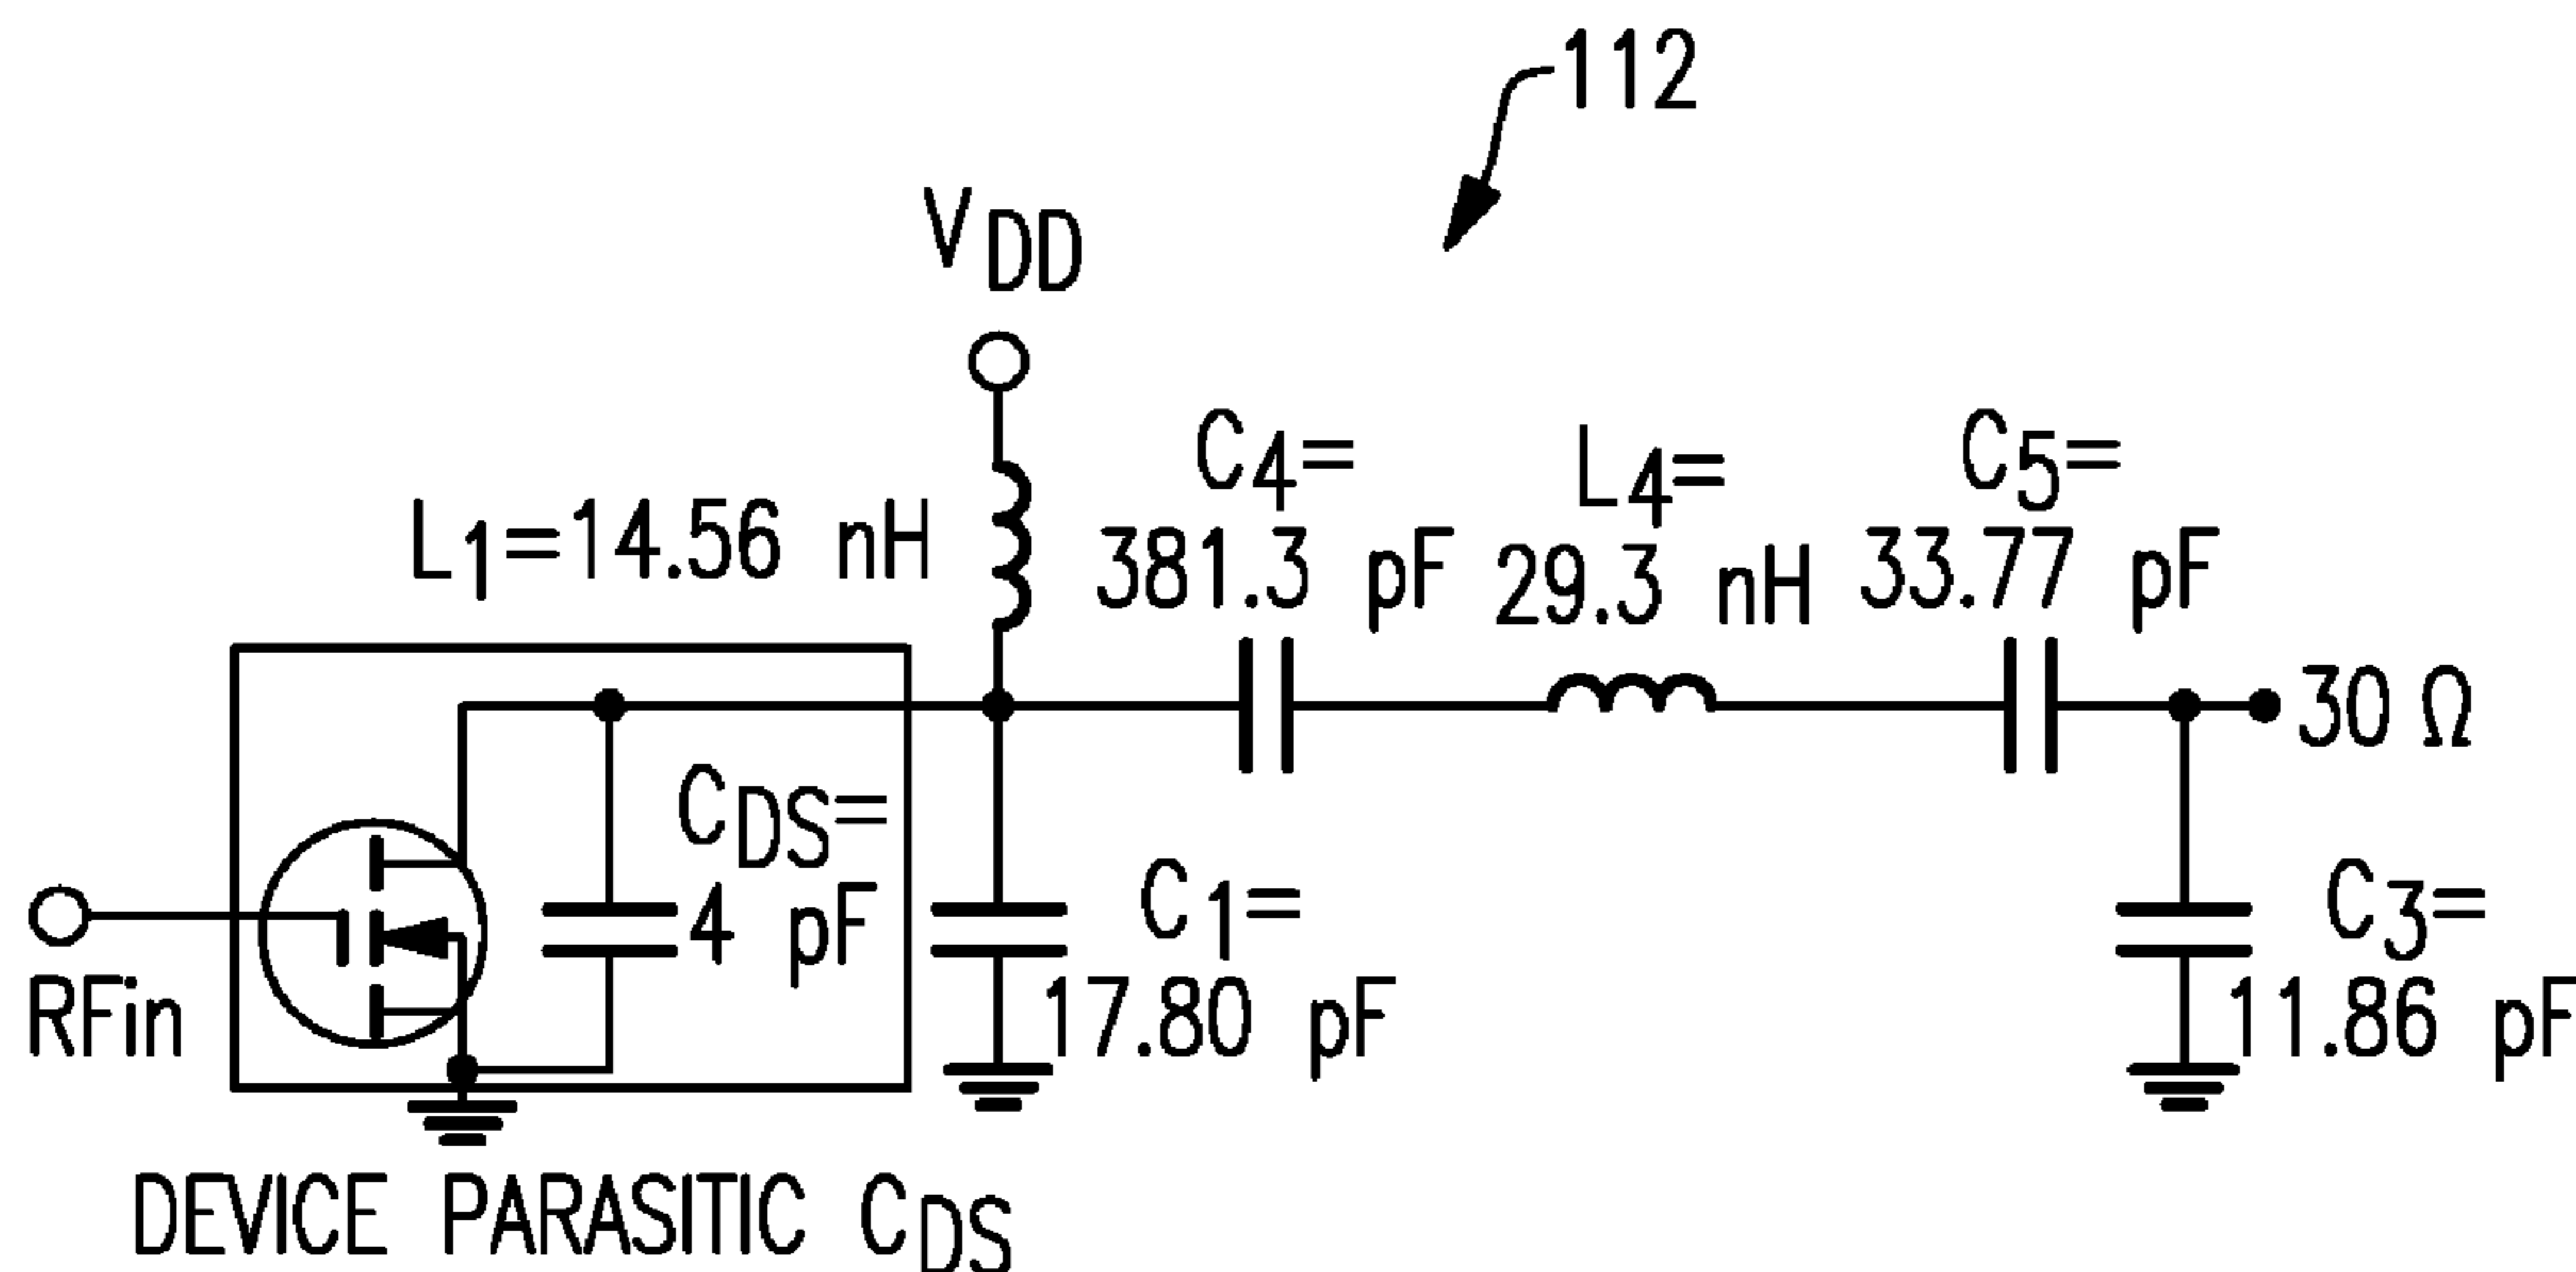 112
VDD
C4=
381.3 pF
L4=
29.3 nH
C5=
33.77 pF
L1=14.56 nH
30 Ω
CDS=
4 pF
C1=
17.80 pF
C3=
11.86 pF
RFin
DEVICE PARASITIC CDS